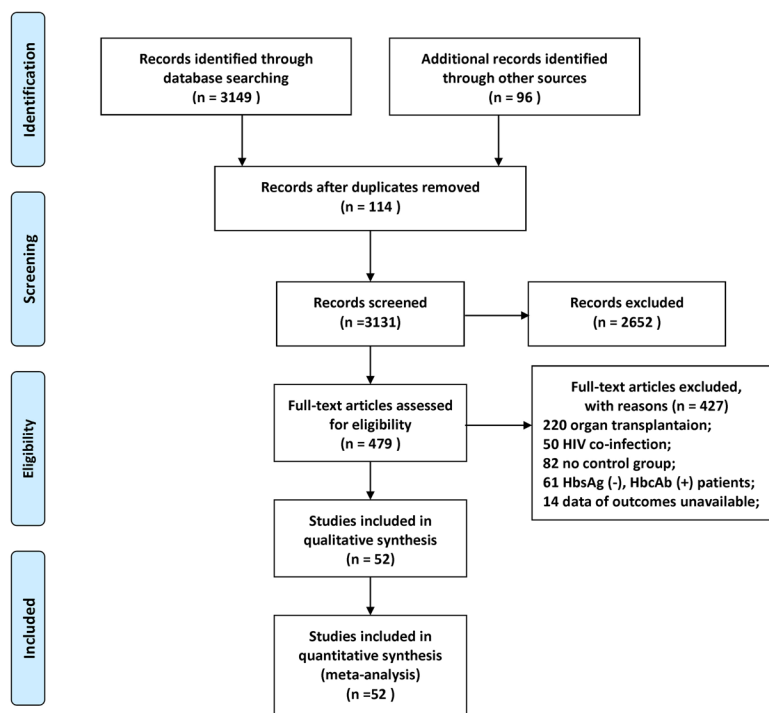 Identification
Records identified through
database searching
(n = 3149 )
Additional records identified
through other sources
(n = 96 )
Records after duplicates removed
(n = 114 )
Screening
Records screened
(n =3131)
Records excluded
(n = 2652 )
Eligibility
Full-text articles assessed
for eligibility
(n = 479 )
Full-text articles excluded,
with reasons (n = 427)
220 organ transplantaion;
50 HIV co-infection;
82 no control group;
61 HbsAg (-), HbcAb (+) patients;
14 data of outcomes unavailable;
Studies included in
qualitative synthesis
(n = 52)
Included
Studies included in
quantitative synthesis
(meta-analysis)
(n =52 )